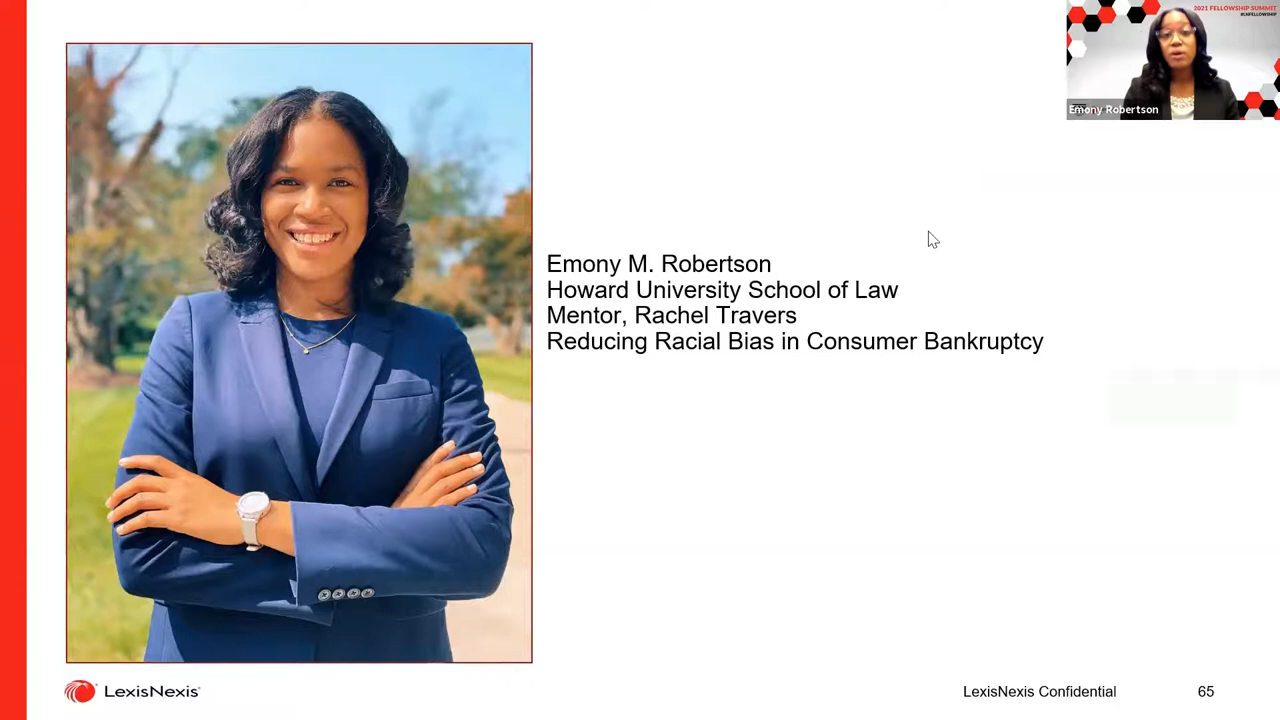 2021 FELLOWSHIP SUMMIT
#LNFELLOWSHIP
Emony Robertson
Emony M. Robertson
Howard University School of Law
Mentor, Rachel Travers
Reducing Racial Bias in Consumer Bankruptcy
LexisNexis
LexisNexis Confidential
65